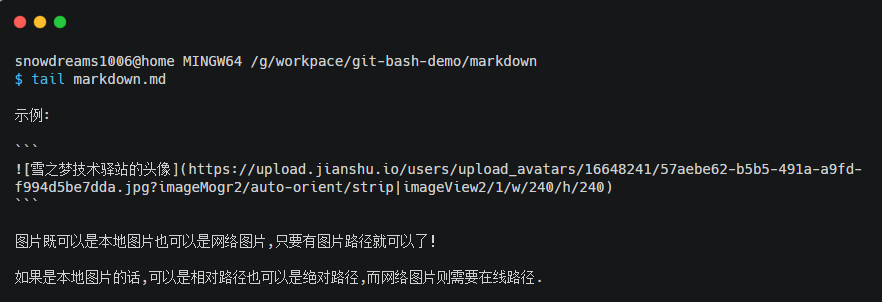 snowdreams1006@home MINGW64 /g/workpace/git-bash-demo/markdown
$ tail markdown.md
示例:
```
![雪之梦技术驿站的头像](https://upload.jianshu.io/users/upload_avatars/16648241/57aebe62-b5b5-491a-a9fd-
f994d5be7dda.jpg?imageMogr2/auto-orient/strip|imageView2/1/w/240/h/240)
```
图片既可以是本地图片也可以是网络图片,只要有图片路径就可以了!
如果是本地图片的话,可以是相对路径也可以是绝对路径,而网络图片则需要在线路径.